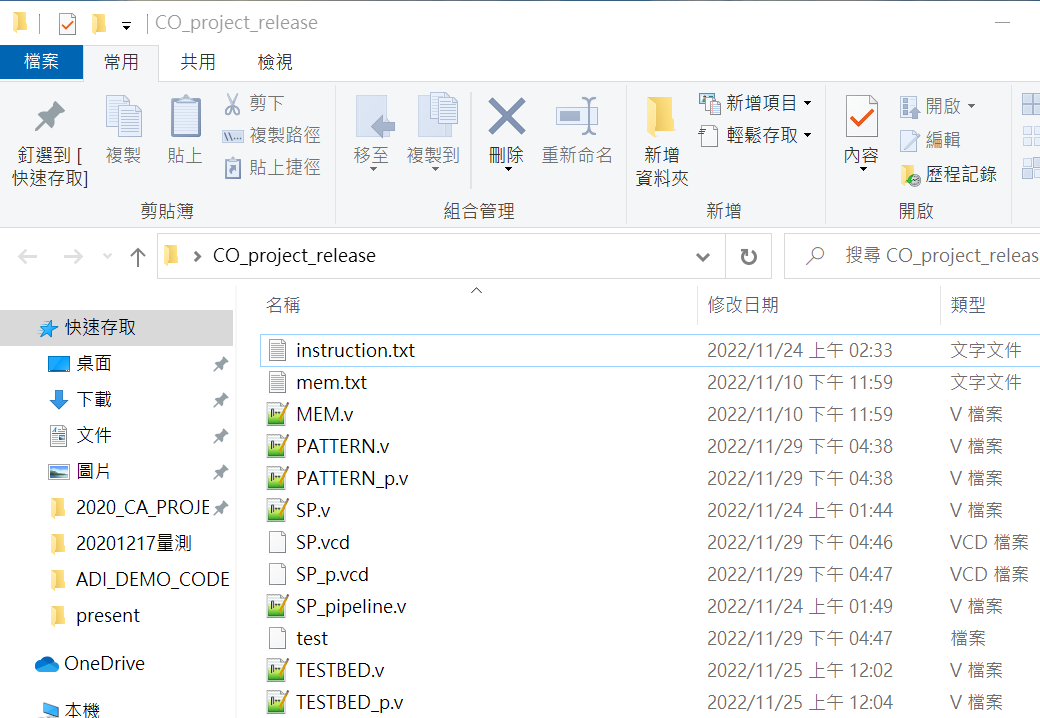 CO_project_release
檔案 常用 共用 檢視
釘選到 [
快速存取]
複製
貼上
剪下
複製路徑
貼上捷徑
剪貼簿
移至
複製到
刪除
重新命名
組合管理
新增
資料夾
新增項目
輕鬆存取
新增
內容
開啟
編輯
歷程記錄
開啟
CO_project_release
搜尋 CO_project_releas
快速存取
桌面
下載
文件
圖片
2020_CA_PROJE
20201217量測
ADI_DEMO_CODE
present
OneDrive
本機
名稱 修改日期 類型
instruction.txt 2022/11/24 上午 02:33 文字文件
mem.txt 2022/11/10 下午 11:59 文字文件
MEM.v 2022/11/10 下午 11:59 V 檔案
PATTERN.v 2022/11/29 下午 04:38 V 檔案
PATTERN_p.v 2022/11/29 下午 04:38 V 檔案
SP.v 2022/11/24 上午 01:44 V 檔案
SP.vcd 2022/11/29 下午 04:46 VCD 檔案
SP_p.vcd 2022/11/29 下午 04:47 VCD 檔案
SP_pipeline.v 2022/11/24 上午 01:49 V 檔案
test 2022/11/29 下午 04:47 檔案
TESTBED.v 2022/11/25 上午 12:02 V 檔案
TESTBED_p.v 2022/11/25 上午 12:04 V 檔案